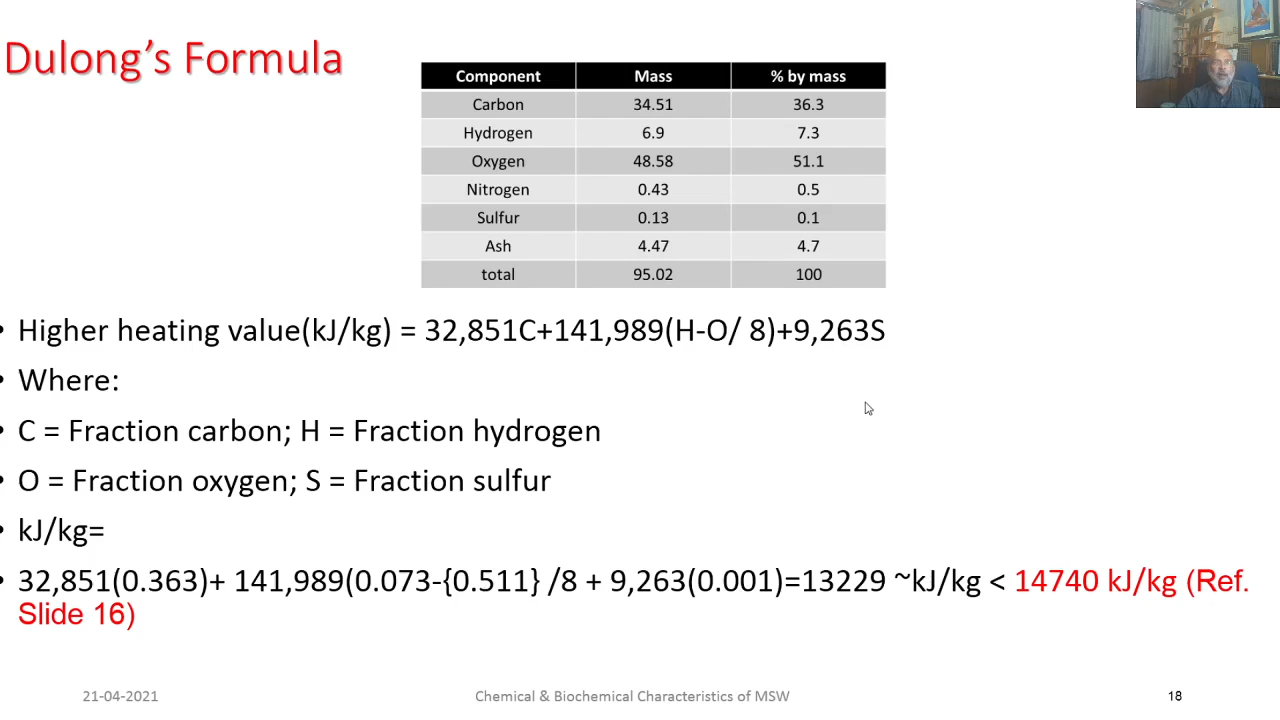 Dulong's Formula
Component Mass % by mass
Carbon 34.51 36.3
Hydrogen 6.9 7.3
Oxygen 48.58 51.1
Nitrogen 0.43 0.5
Sulfur 0.13 0.1
Ash 4.47 4.7
total 95.02 100
• Higher heating value(kJ/kg) = 32,851C+141,989(H-O/ 8)+9,263S
• Where:
• C = Fraction carbon; H = Fraction hydrogen
• O = Fraction oxygen; S = Fraction sulfur
• kJ/kg=
• 32,851(0.363)+ 141,989(0.073-{0.511} /8 + 9,263(0.001)=13229 ~kJ/kg < 14740 kJ/kg (Ref.
Slide 16)
21-04-2021 Chemical & Biochemical Characteristics of MSW 18